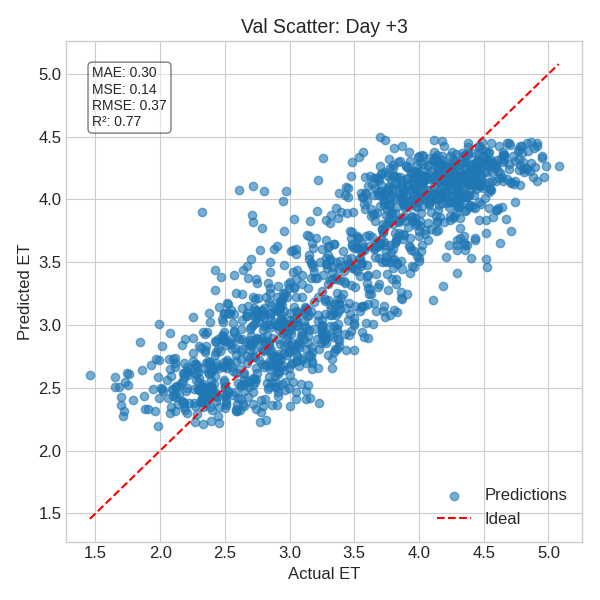 Val Scatter: Day +3
MAE: 0.30
MSE: 0.14
RMSE: 0.37
R²: 0.77
5.0
4.5
4.0
3.5
3.0
2.5
2.0
1.5
Predicted ET
Predictions
Ideal
1.5 2.0 2.5 3.0 3.5 4.0 4.5 5.0
Actual ET